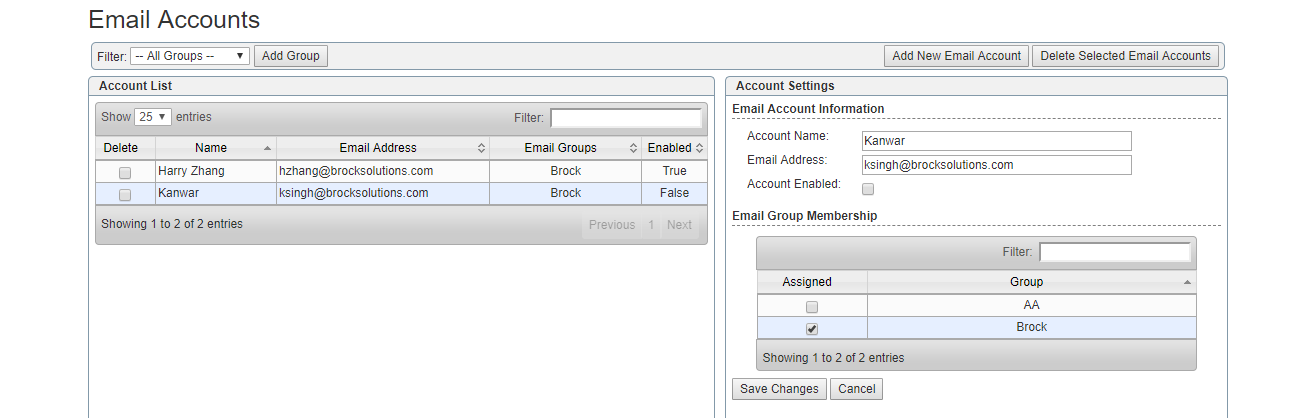 Email Accounts
Filter: -- All Groups -- Add Group Add New Email Account Delete Selected Email Accounts
Account List
Show 25 entries Filter:
Delete Name Email Address Email Groups Enabled
Harry Zhang hzhang@brocksolutions.com Brock True
Kanwar ksingh@brocksolutions.com Brock False
Showing 1 to 2 of 2 entries Previous 1 Next
Account Settings
Email Account Information
Account Name: Kanwar
Email Address: ksingh@brocksolutions.com
Account Enabled:
Email Group Membership
Filter:
Assigned Group
AA
Brock
Showing 1 to 2 of 2 entries
Save Changes Cancel